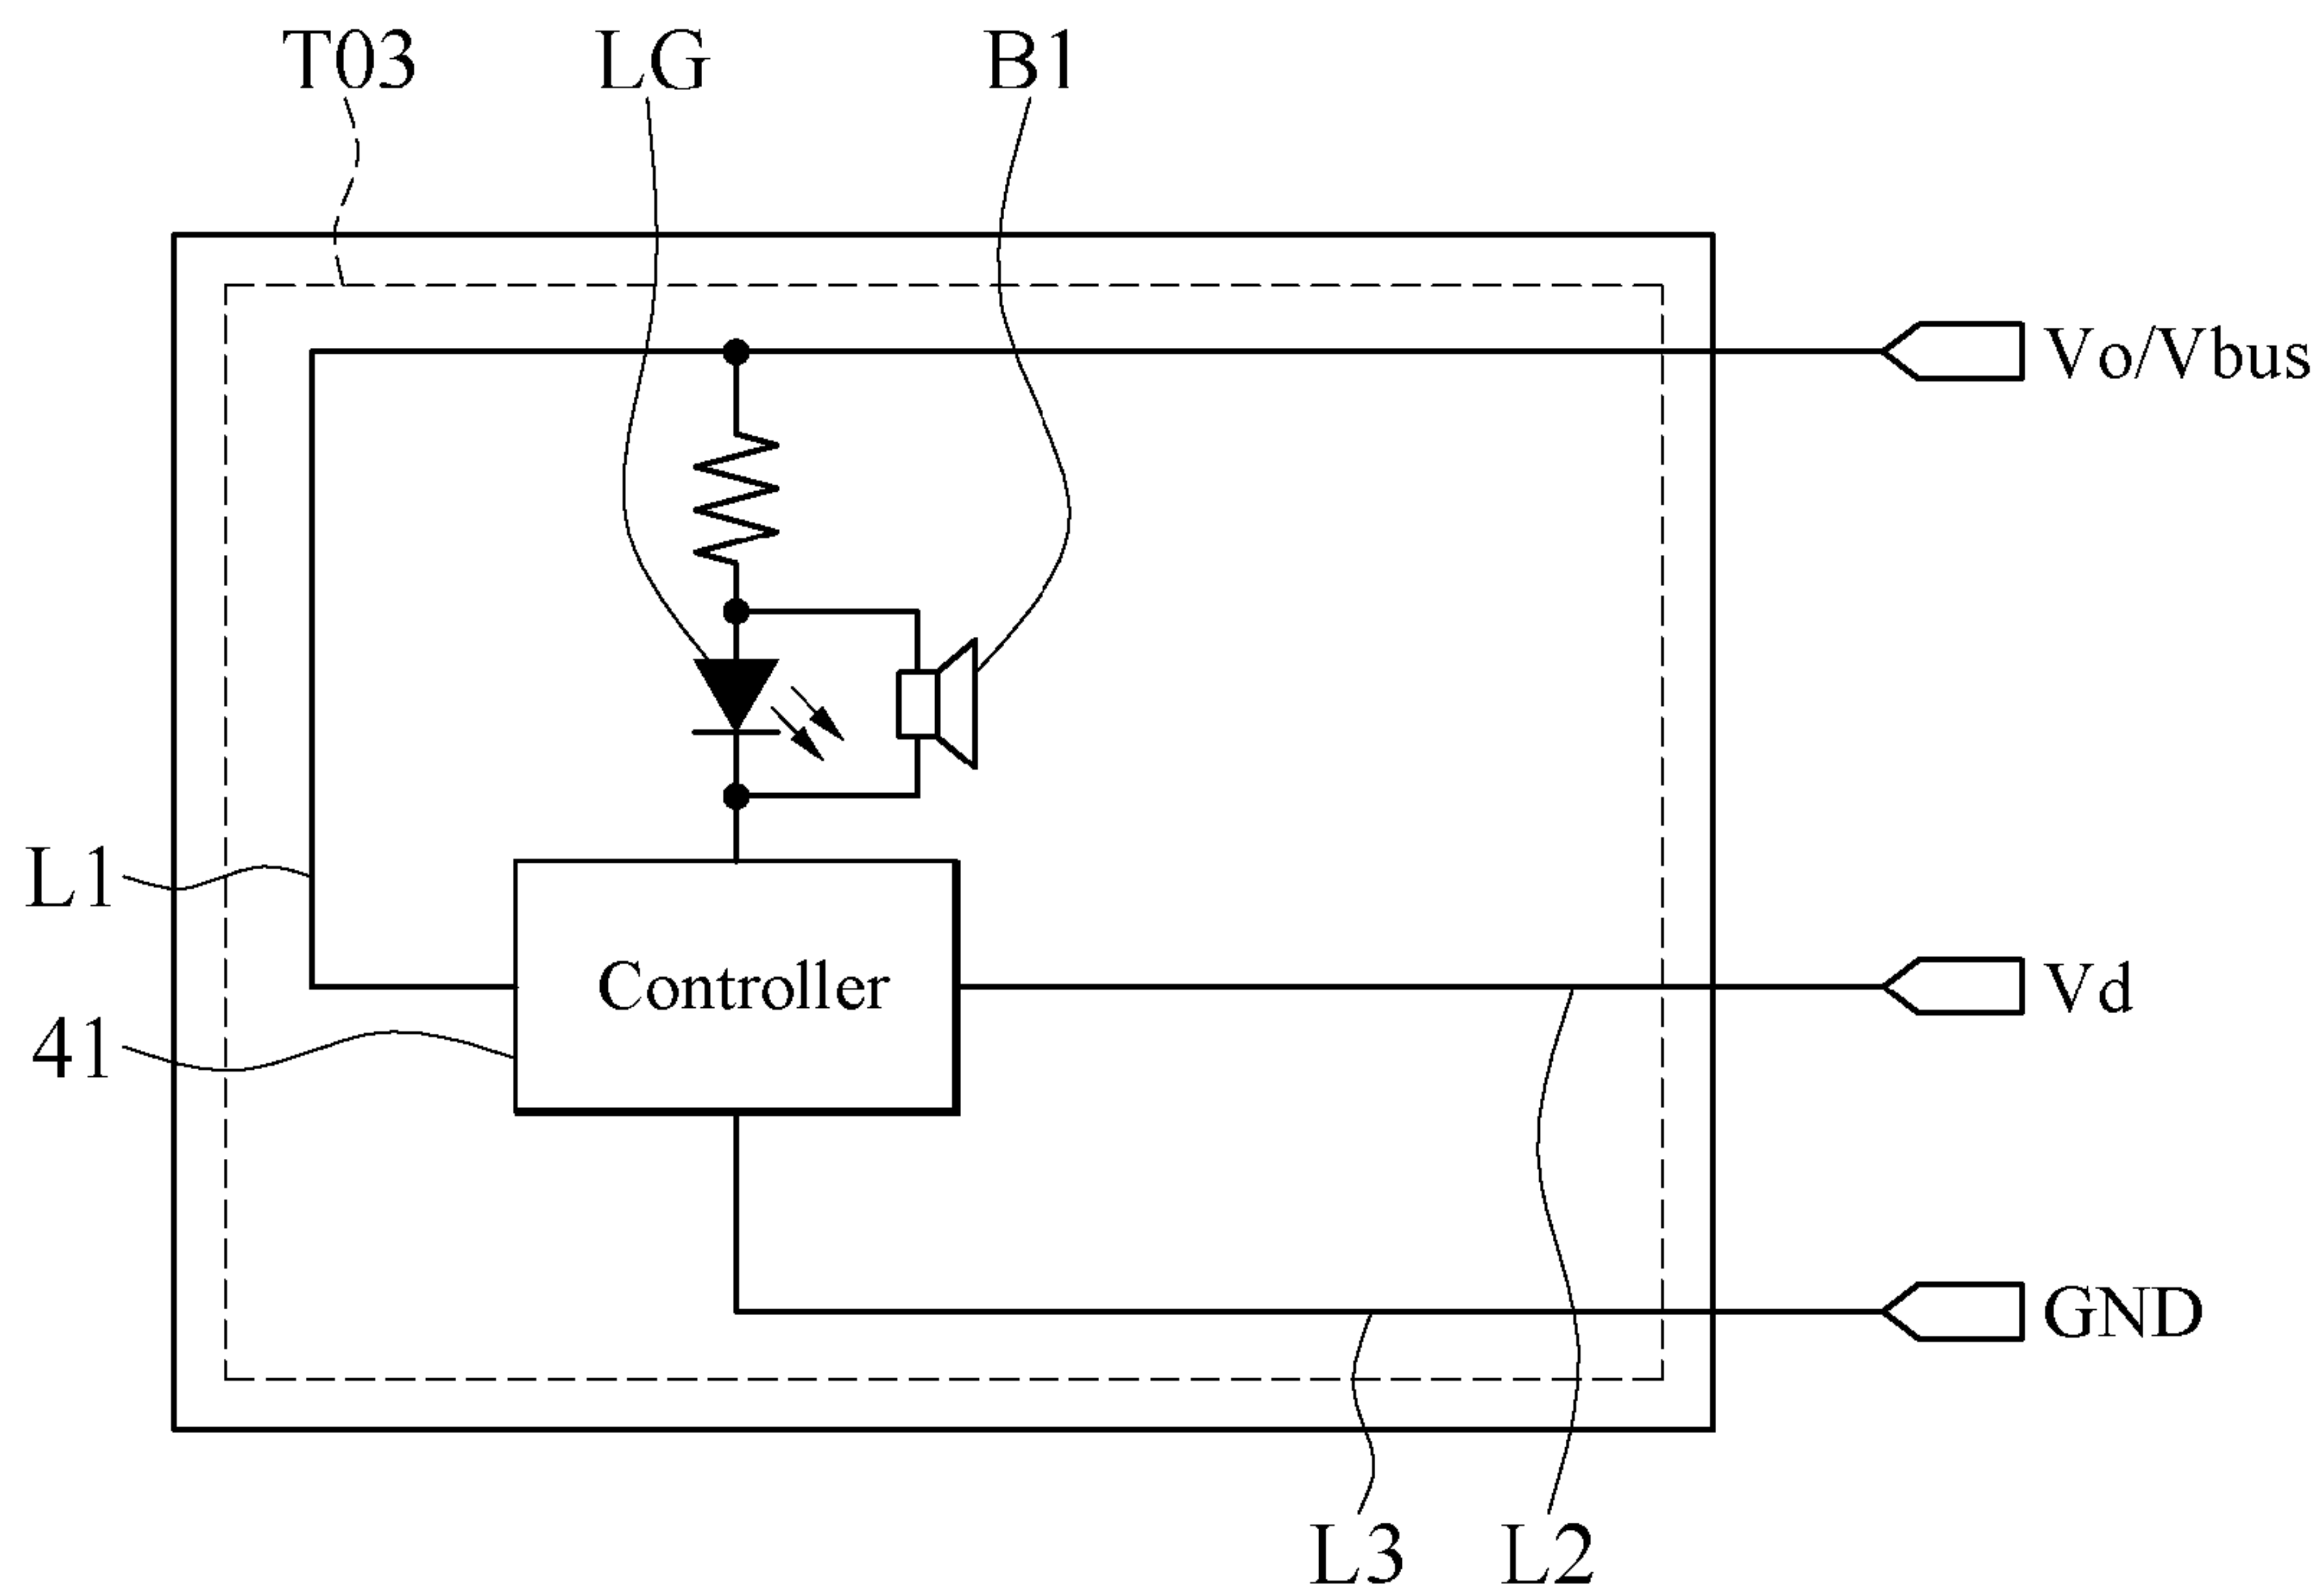 T03 LG B1
Vo/Vbus
L1
Controller
Vd
41
GND
L3 L2